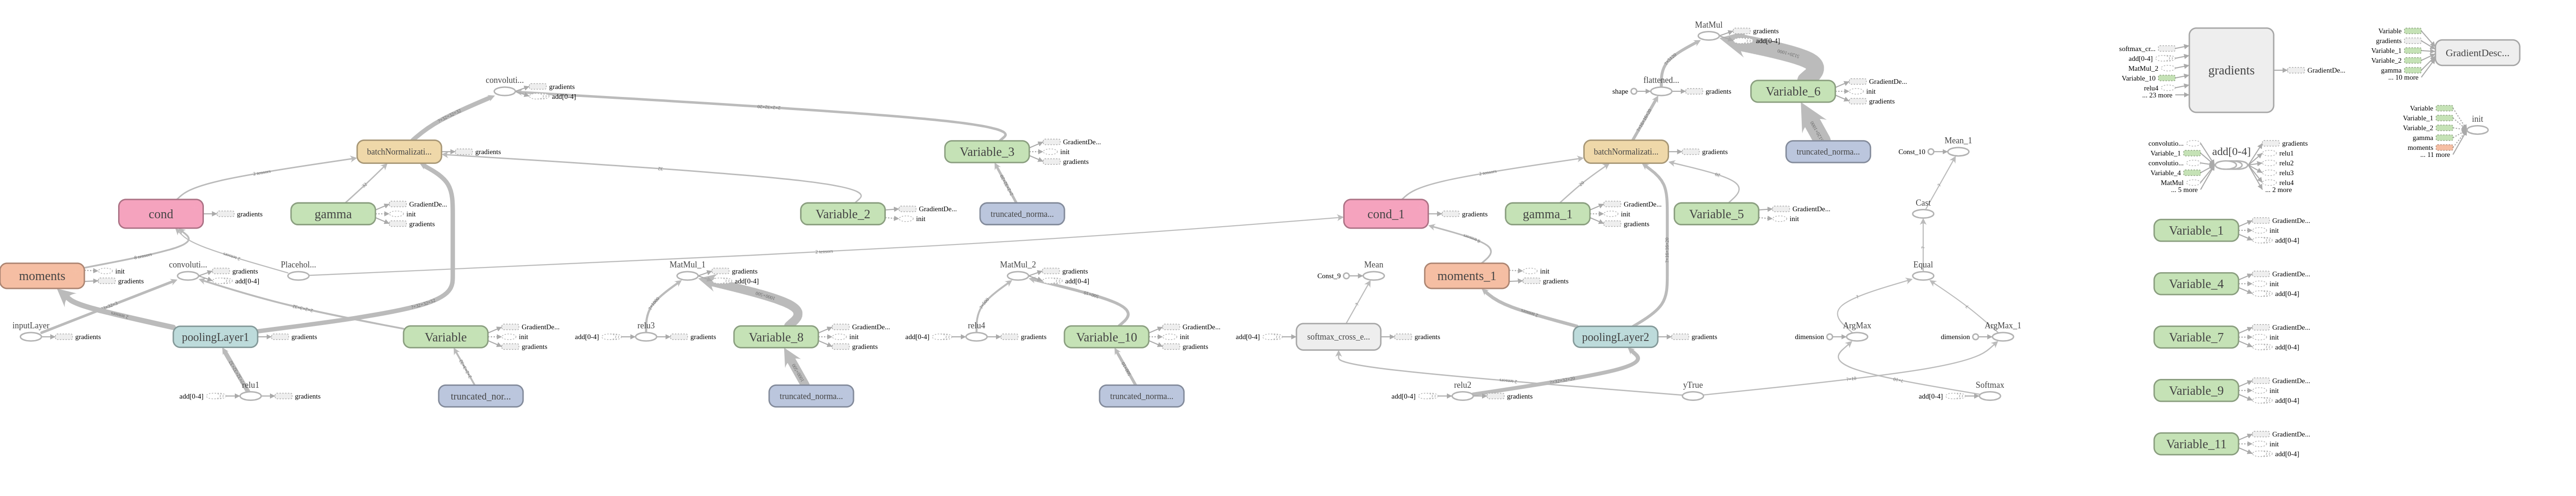 MatMul
gradients
add[0-4]
convoluti...
gradients
add[0-4]
flattened...
shape
gradients
Variable_6
GradientDe...
init
gradients
batchNormalizati...
gradients
Variable_3
GradientDe...
init
gradients
batchNormalizati...
gradients
truncated_norma...
Mean_1
Const_10
cond
gradients
gamma
GradientDe...
init
gradients
Variable_2
GradientDe...
init
truncated_norma...
cond_1
gradients
gamma_1
GradientDe...
init
gradients
Variable_5
GradientDe...
init
Cast
moments
init
gradients
convoluti...
gradients
add[0-4]
Placehol...
MatMul_1
gradients
add[0-4]
MatMul_2
gradients
add[0-4]
Mean
Const_9
moments_1
init
gradients
Equal
inputLayer
gradients
poolingLayer1
gradients
Variable
GradientDe...
init
gradients
relu3
add[0-4]
gradients
Variable_8
GradientDe...
init
gradients
relu4
add[0-4]
gradients
Variable_10
GradientDe...
init
gradients
add[0-4]
softmax_cross_e...
gradients
poolingLayer2
gradients
ArgMax
dimension
ArgMax_1
dimension
relu1
add[0-4]
gradients
truncated_nor...
truncated_norma...
truncated_norma...
relu2
add[0-4]
gradients
yTrue
Softmax
add[0-4]
softmax_cr...
add[0-4]
MatMul_2
Variable_10
relu4
... 23 more
gradients
GradientDe...
Variable
gradients
Variable_1
Variable_2
gamma
... 10 more
GradientDesc...
Variable
Variable_1
Variable_2
gamma
moments
... 11 more
init
convolutio...
Variable_1
convolutio...
Variable_4
MatMul
... 5 more
add[0-4]
gradients
relu1
relu2
relu3
relu4
... 2 more
Variable_1
GradientDe...
init
add[0-4]
Variable_4
GradientDe...
init
add[0-4]
Variable_7
GradientDe...
init
add[0-4]
Variable_9
GradientDe...
init
add[0-4]
Variable_11
GradientDe...
init
add[0-4]